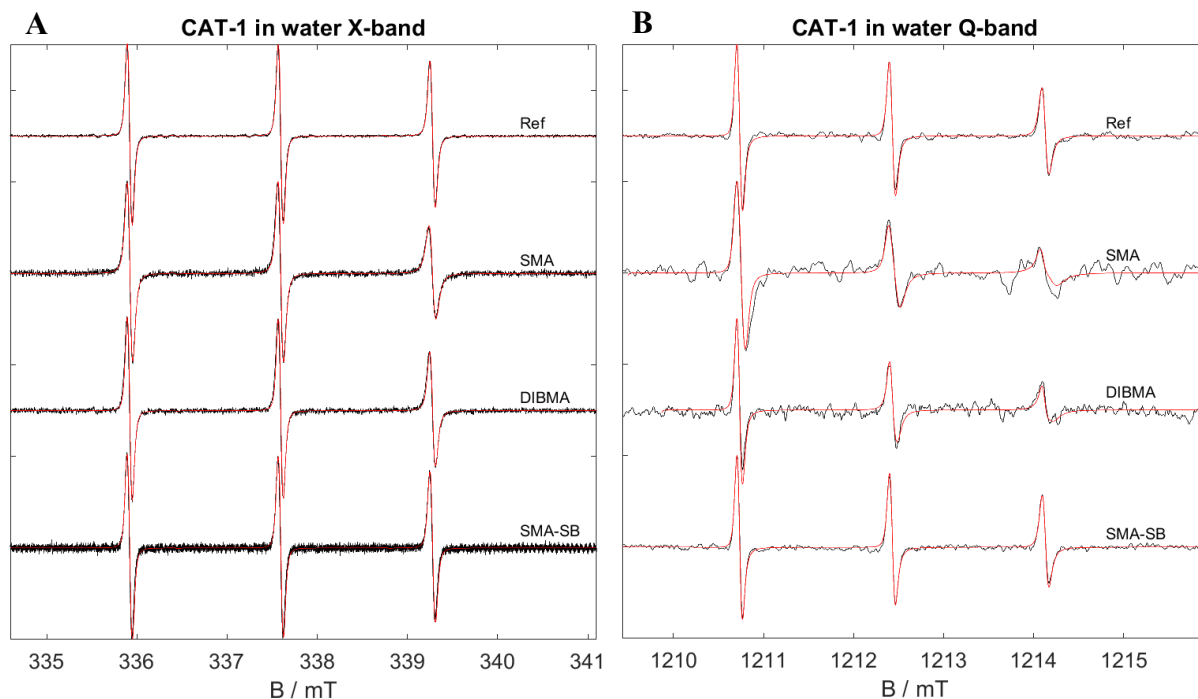 A
CAT-1 in water X-band
Ref
SMA
DIBMA
SMA-SB
335 336 337 338 339 340 341
B / mT
B
CAT-1 in water Q-band
Ref
SMA
DIBMA
SMA-SB
1210 1211 1212 1213 1214 1215
B / mT